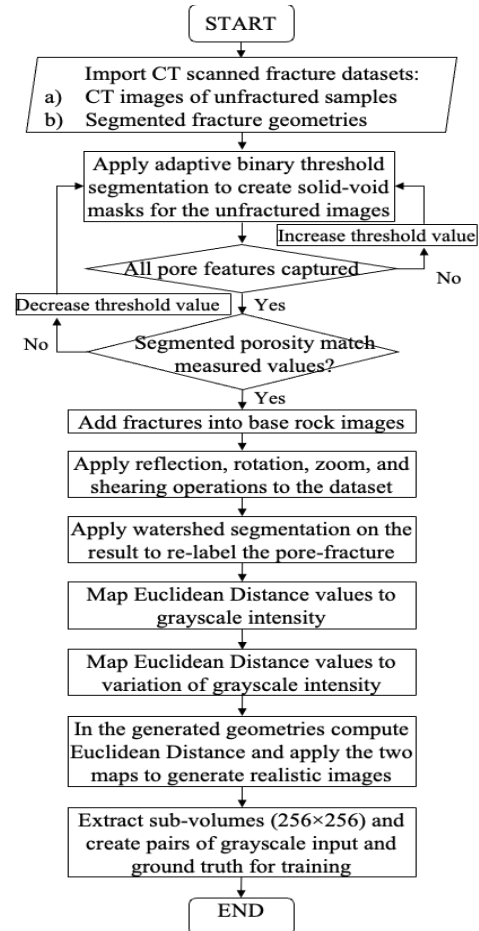 START
Import CT scanned fracture datasets:
a) CT images of unfractured samples
b) Segmented fracture geometries
Apply adaptive binary threshold
segmentation to create solid-void
masks for the unfractured images
Increase threshold value
All pore features captured
No
Decrease threshold value
Yes
No
Segmented porosity match
measured values?
Yes
Add fractures into base rock images
Apply reflection, rotation, zoom, and
shearing operations to the dataset
Apply watershed segmentation on the
result to re-label the pore-fracture
Map Euclidean Distance values to
grayscale intensity
Map Euclidean Distance values to
variation of grayscale intensity
In the generated geometries compute
Euclidean Distance and apply the two
maps to generate realistic images
Extract sub-volumes (256×256) and
create pairs of grayscale input and
ground truth for training
END